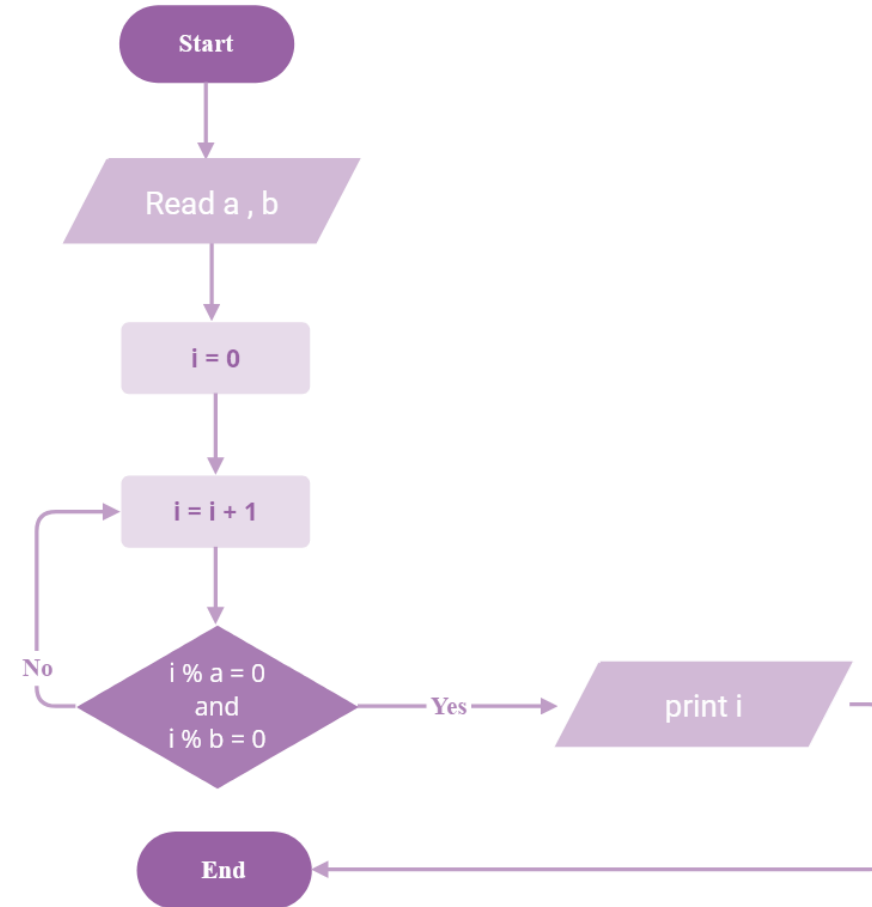 Start
Read a , b
i = 0
i = i + 1
No
i % a = 0
and
i % b = 0
Yes
print i
End